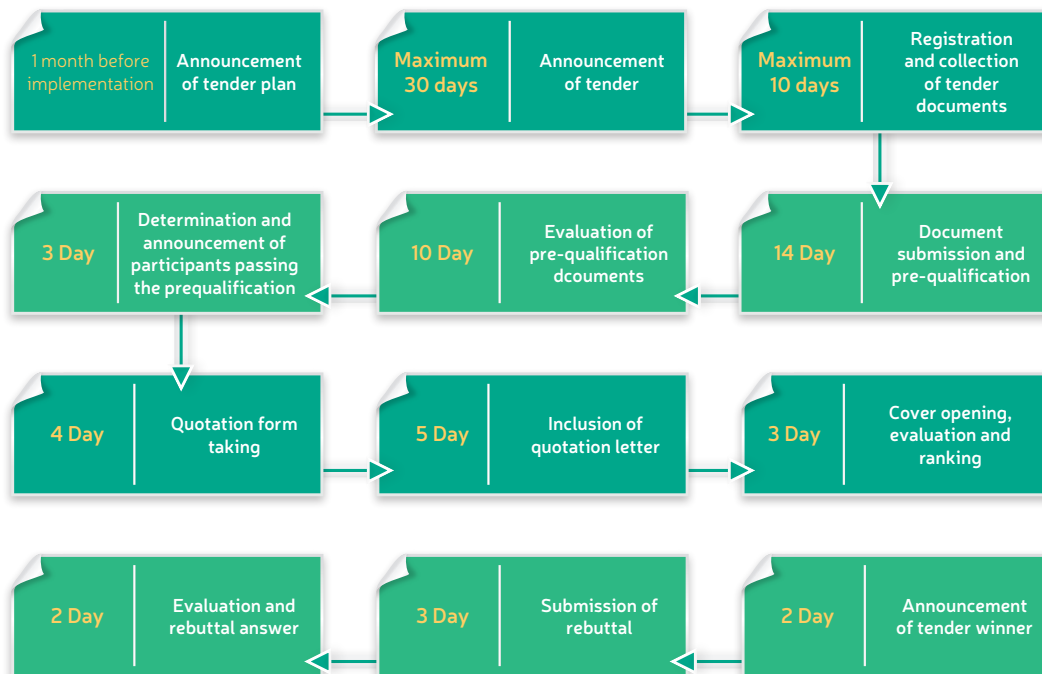 1 month before
implementation
Announcement
of tender plan
Maximum
30 days
Announcement
of tender
Maximum
10 days
Registration
and collection
of tender
documents
3 Day
Determination and
announcement of
participants passing
the prequalification
10 Day
Evaluation of
pre-qualification
dcouments
14 Day
Document
submission and
pre-qualification
4 Day
Quotation form
taking
5 Day
Inclusion of
quotation letter
3 Day
Cover opening,
evaluation and
ranking
2 Day
Evaluation and
rebuttal answer
3 Day
Submission of
rebuttal
2 Day
Announcement
of tender winner